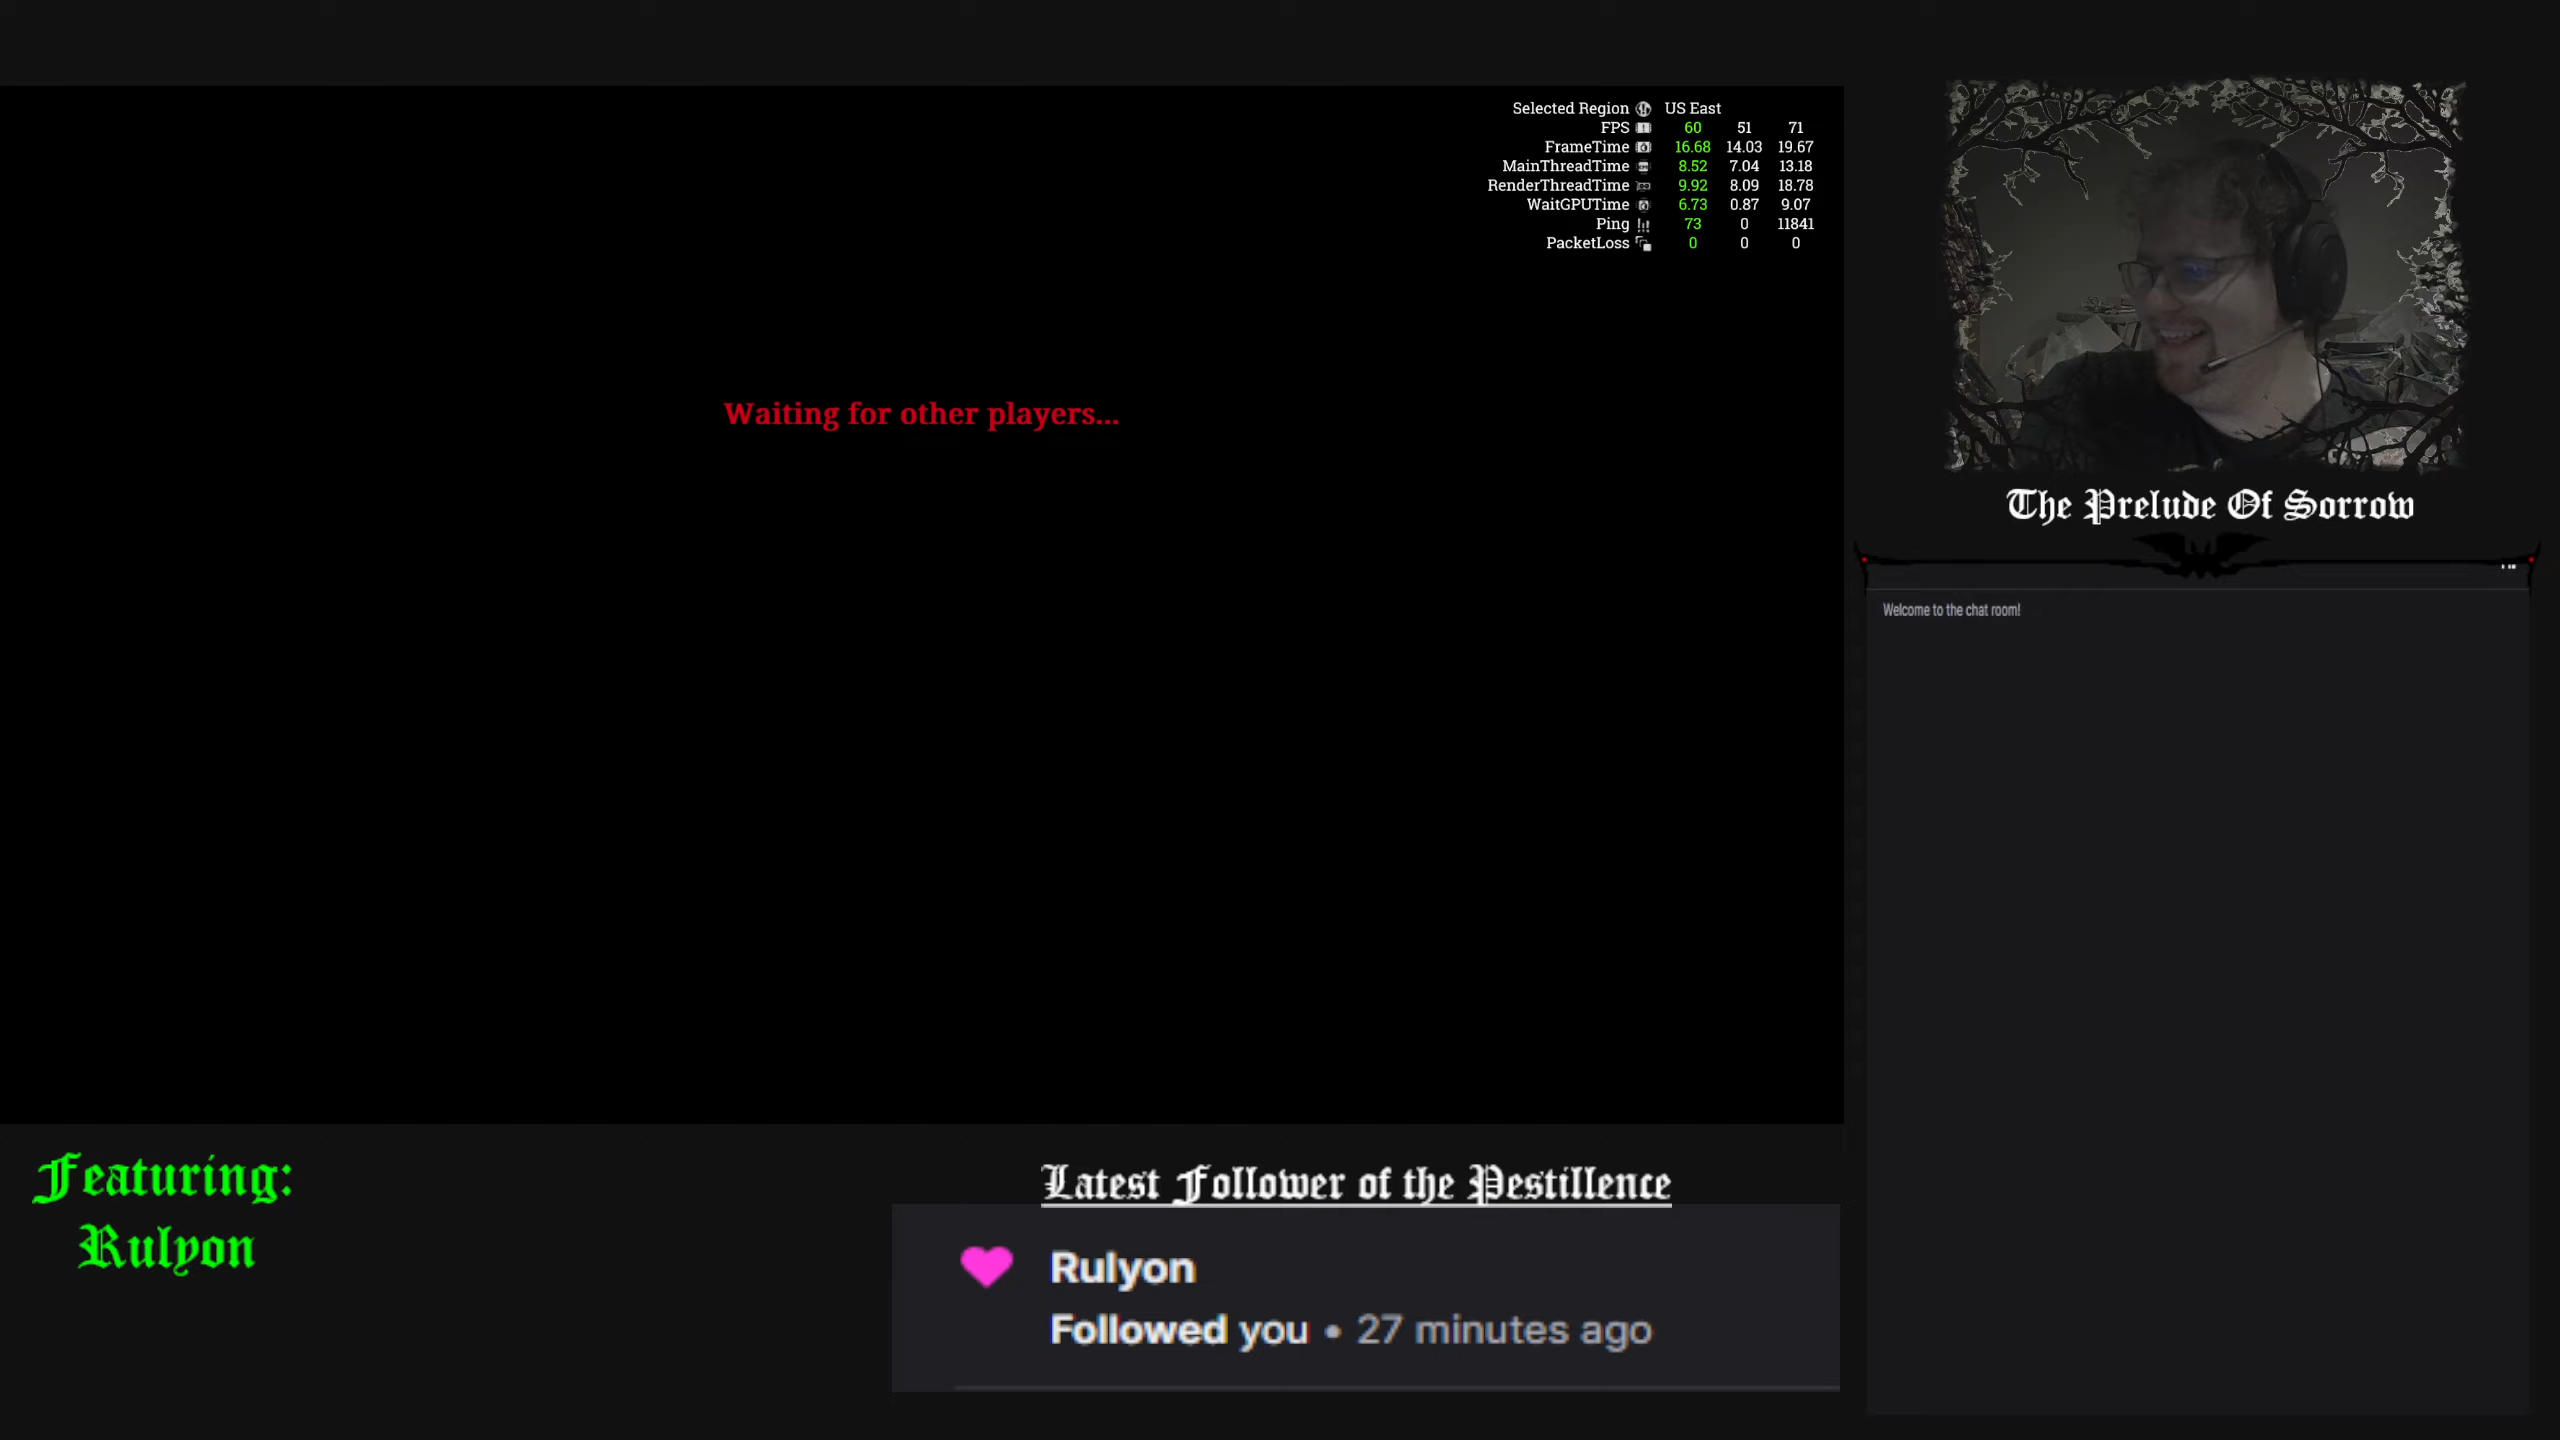 Selected Region US East
FPS 60 51 71
FrameTime 16.68 14.03 19.67
MainThreadTime 8.52 7.04 13.18
RenderThreadTime 9.92 8.09 18.78
WaitGPUTime 6.73 0.87 9.07
Ping 73 0 11841
PacketLoss 0 0 0
Waiting for other players...
The Prelude Of Sorrow
Welcome to the chat room!
Featuring:
Rulyon
Latest Follower of the Pestillence
Rulyon
Followed you • 27 minutes ago